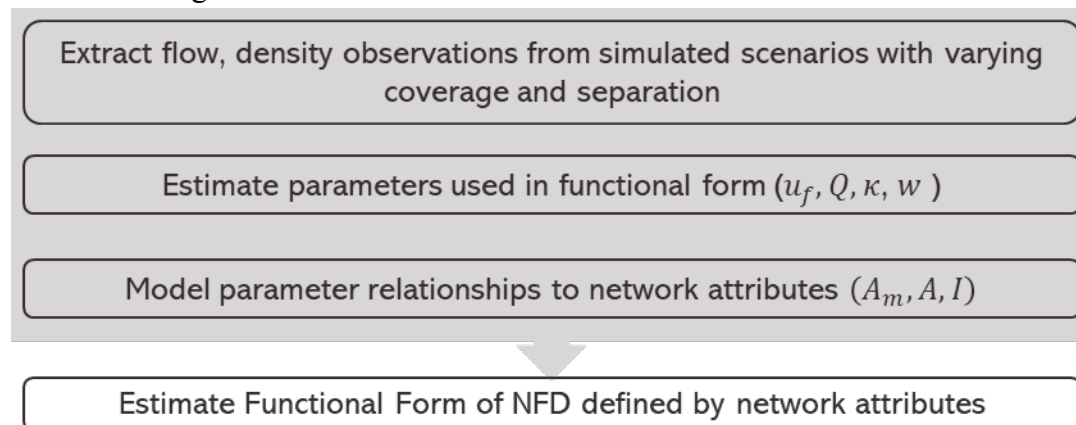 Extract flow, density observations from simulated scenarios with varying
coverage and separation
Estimate parameters used in functional form (u_f, Q, κ, w )
Model parameter relationships to network attributes (A_m, A, I)
Estimate Functional Form of NFD defined by network attributes